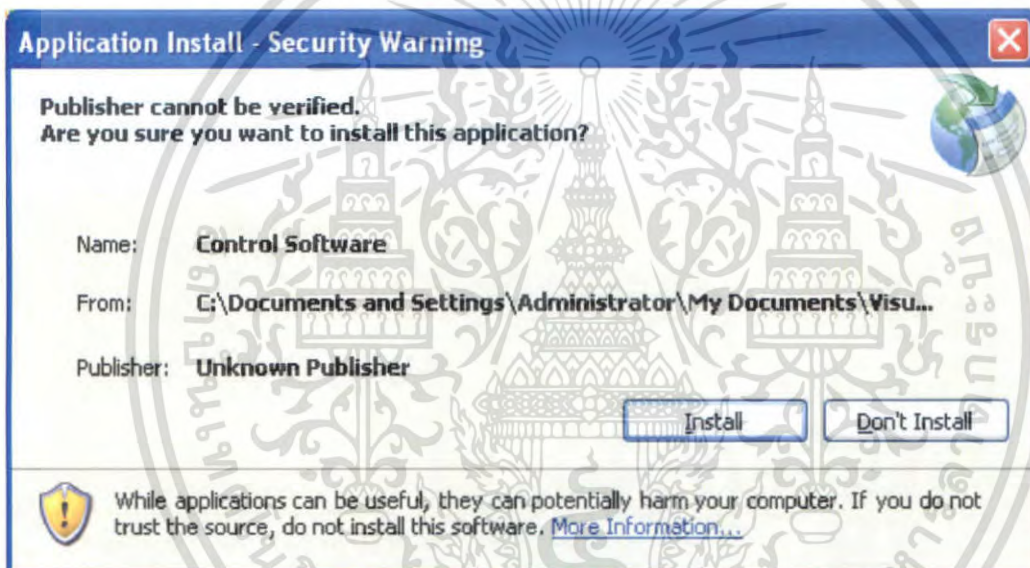 Application Install - Security Warning
Publisher cannot be verified.
Are you sure you want to install this application?
Name: Control Software
From: C:\Documents and Settings\Administrator\My Documents\Visu...
Publisher: Unknown Publisher
Install Don't Install
While applications can be useful, they can potentially harm your computer. If you do not
trust the source, do not install this software. More Information...